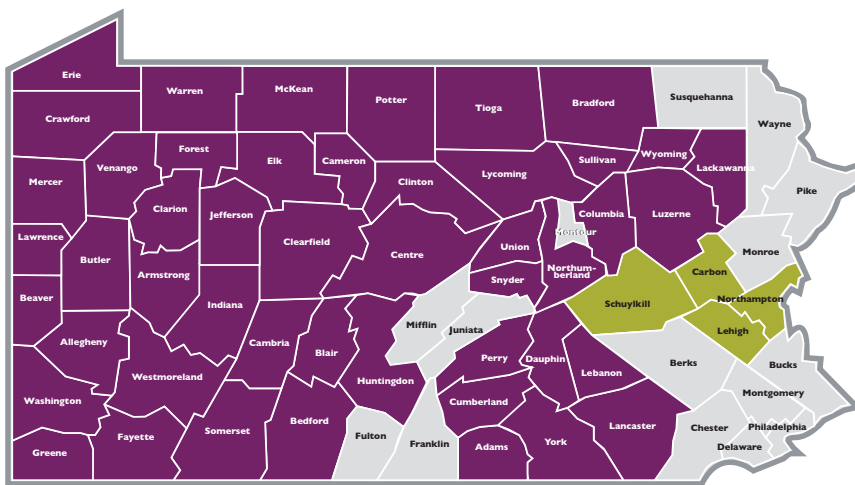 Erie
Warren
McKean
Potter
Tioga
Bradford
Susquehanna
Wayne
Crawford
Forest
Elk
Cameron
Sullivan
Wyoming
Lackawanna
Venango
Lycoming
Clinton
Pike
Mercer
Clarion
Jefferson
Columbia
Luzerne
Montour
Lawrence
Clearfield
Centre
Union
Monroe
Butler
Armstrong
Snyder
Northum-
berland
Carbon
Northampton
Beaver
Indiana
Schuylkill
Mifflin
Juniata
Lehigh
Allegheny
Cambria
Blair
Perry
Dauphin
Lebanon
Berks
Bucks
Westmoreland
Huntingdon
Montgomery
Washington
Cumberland
Fayette
Somerset
Bedford
Fulton
Franklin
Adams
York
Lancaster
Chester
Philadelphia
Delaware
Greene